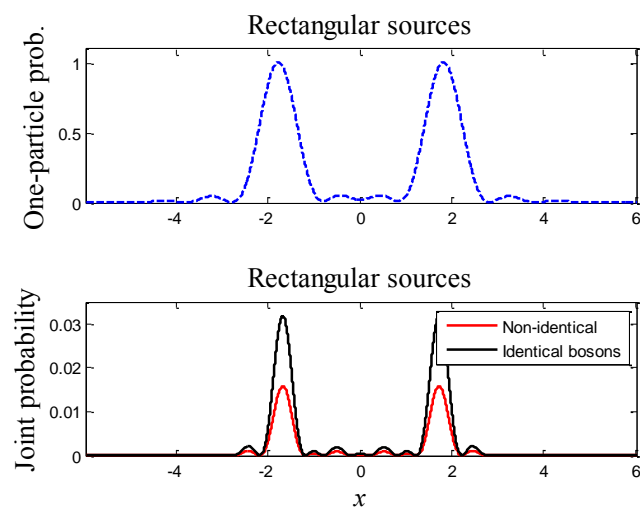 Rectangular sources
One-particle prob.
1
0.5
0
-4
-2
0
2
4
6
Rectangular sources
Joint probability
0.03
0.02
0.01
0
Non-identical
Identical bosons
-4
-2
0
2
4
6
x